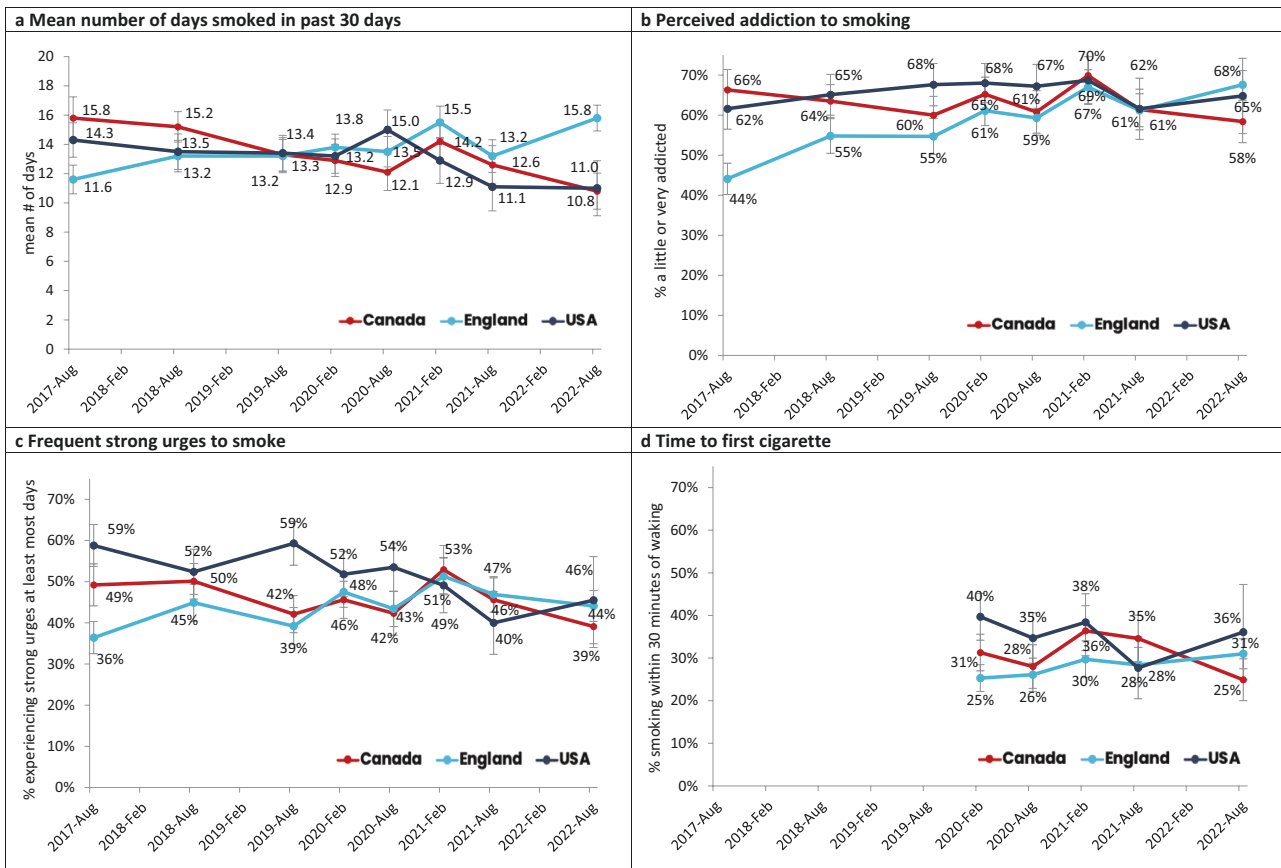 a Mean number of days smoked in past 30 days
mean # of days
20
18
16
14
12
10
8
6
4
2
0
15.8
14.3
11.6
15.2
13.5
13.2
13.4
13.3
13.2
13.8
13.2
12.9
15.0
13.5
12.1
15.5
14.2
12.9
13.2
12.6
11.1
15.8
11.0
10.8
Canada England USA
2017-Aug
2018-Feb
2018-Aug
2019-Feb
2019-Aug
2020-Feb
2020-Aug
2021-Feb
2021-Aug
2022-Feb
2022-Aug
b Perceived addiction to smoking
% a little or very addicted
70%
60%
50%
40%
30%
20%
10%
0%
66%
62%
44%
65%
64%
55%
68%
60%
55%
68%
65%
61%
67%
61%
59%
70%
69%
67%
62%
61%
61%
68%
65%
58%
Canada England USA
2017-Aug
2018-Feb
2018-Aug
2019-Feb
2019-Aug
2020-Feb
2020-Aug
2021-Feb
2021-Aug
2022-Feb
2022-Aug
c Frequent strong urges to smoke
% experiencing strong urges at least most days
70%
60%
50%
40%
30%
20%
10%
0%
59%
49%
36%
52%
50%
45%
59%
42%
39%
52%
48%
46%
54%
43%
42%
53%
51%
49%
47%
46%
40%
46%
44%
39%
Canada England USA
2017-Aug
2018-Feb
2018-Aug
2019-Feb
2019-Aug
2020-Feb
2020-Aug
2021-Feb
2021-Aug
2022-Feb
2022-Aug
d Time to first cigarette
% smoking within 30 minutes of waking
70%
60%
50%
40%
30%
20%
10%
0%
40%
31%
25%
35%
28%
26%
38%
36%
30%
35%
28%
28%
36%
31%
25%
Canada England USA
2017-Aug
2018-Feb
2018-Aug
2019-Feb
2019-Aug
2020-Feb
2020-Aug
2021-Feb
2021-Aug
2022-Feb
2022-Aug